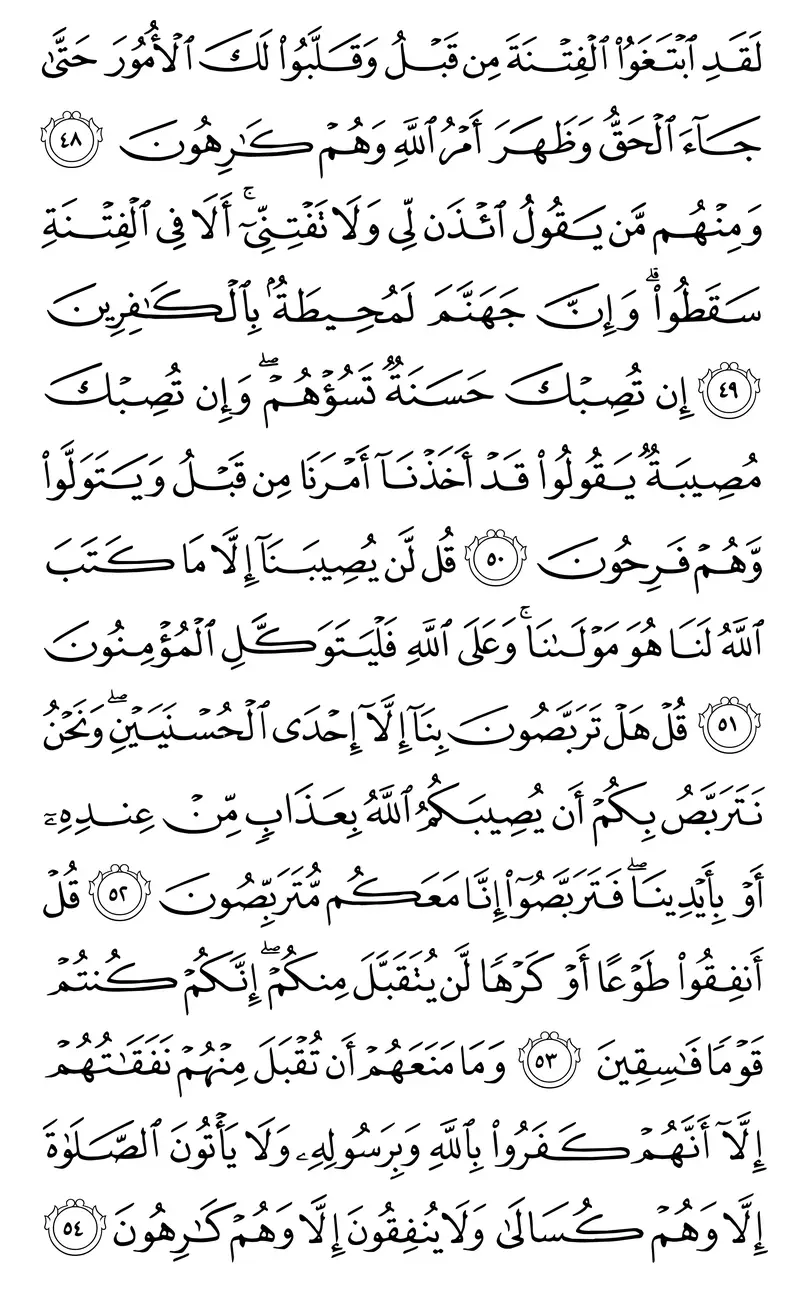 لَقَدِ ٱبۡتَغَوُاْ ٱلۡفِتۡنَةَ مِن قَبۡلُ وَقَلَّبُواْ لَكَ ٱلۡأُمُورَ حَتَّىٰ
جَآءَ ٱلۡحَقُّ وَظَهَرَ أَمۡرُ ٱللَّهِ وَهُمۡ كَٰرِهُونَ ٤٨
وَمِنۡهُم مَّن يَقُولُ ٱئۡذَن لِّي وَلَا تَفۡتِنِّيٓۚ أَلَا فِي ٱلۡفِتۡنَةِ
سَقَطُواْۗ وَإِنَّ جَهَنَّمَ لَمُحِيطَةُۢ بِٱلۡكَٰفِرِينَ
٤٩ إِن تُصِبۡكَ حَسَنَةٞ تَسُؤۡهُمۡۖ وَإِن تُصِبۡكَ
مُصِيبَةٞ يَقُولُواْ قَدۡ أَخَذۡنَآ أَمۡرَنَا مِن قَبۡلُ وَيَتَوَلَّواْ
وَّهُمۡ فَرِحُونَ ٥٠ قُل لَّن يُصِيبَنَآ إِلَّا مَا كَتَبَ
ٱللَّهُ لَنَا هُوَ مَوۡلَىٰنَاۚ وَعَلَى ٱللَّهِ فَلۡيَتَوَكَّلِ ٱلۡمُؤۡمِنُونَ
٥١ قُلۡ هَلۡ تَرَبَّصُونَ بِنَآ إِلَّآ إِحۡدَى ٱلۡحُسۡنَيَيۡنِۖ وَنَحۡنُ
نَتَرَبَّصُ بِكُمۡ أَن يُصِيبَكُمُ ٱللَّهُ بِعَذَابٖ مِّنۡ عِندِهِۦٓ
أَوۡ بِأَيۡدِينَاۖ فَتَرَبَّصُوٓاْ إِنَّا مَعَكُم مُّتَرَبِّصُونَ ٥٢ قُلۡ
أَنفِقُواْ طَوۡعًا أَوۡ كَرۡهٗا لَّن يُتَقَبَّلَ مِنكُمۡۖ إِنَّكُمۡ كُنتُمۡ
قَوۡمٗا فَٰسِقِينَ ٥٣ وَمَا مَنَعَهُمۡ أَن تُقۡبَلَ مِنۡهُمۡ نَفَقَٰتُهُمۡ
إِلَّآ أَنَّهُمۡ كَفَرُواْ بِٱللَّهِ وَبِرَسُولِهِۦ وَلَا يَأۡتُونَ ٱلصَّلَوٰةَ
إِلَّا وَهُمۡ كُسَالَىٰ وَلَا يُنفِقُونَ إِلَّا وَهُمۡ كَٰرِهُونَ ٥٤